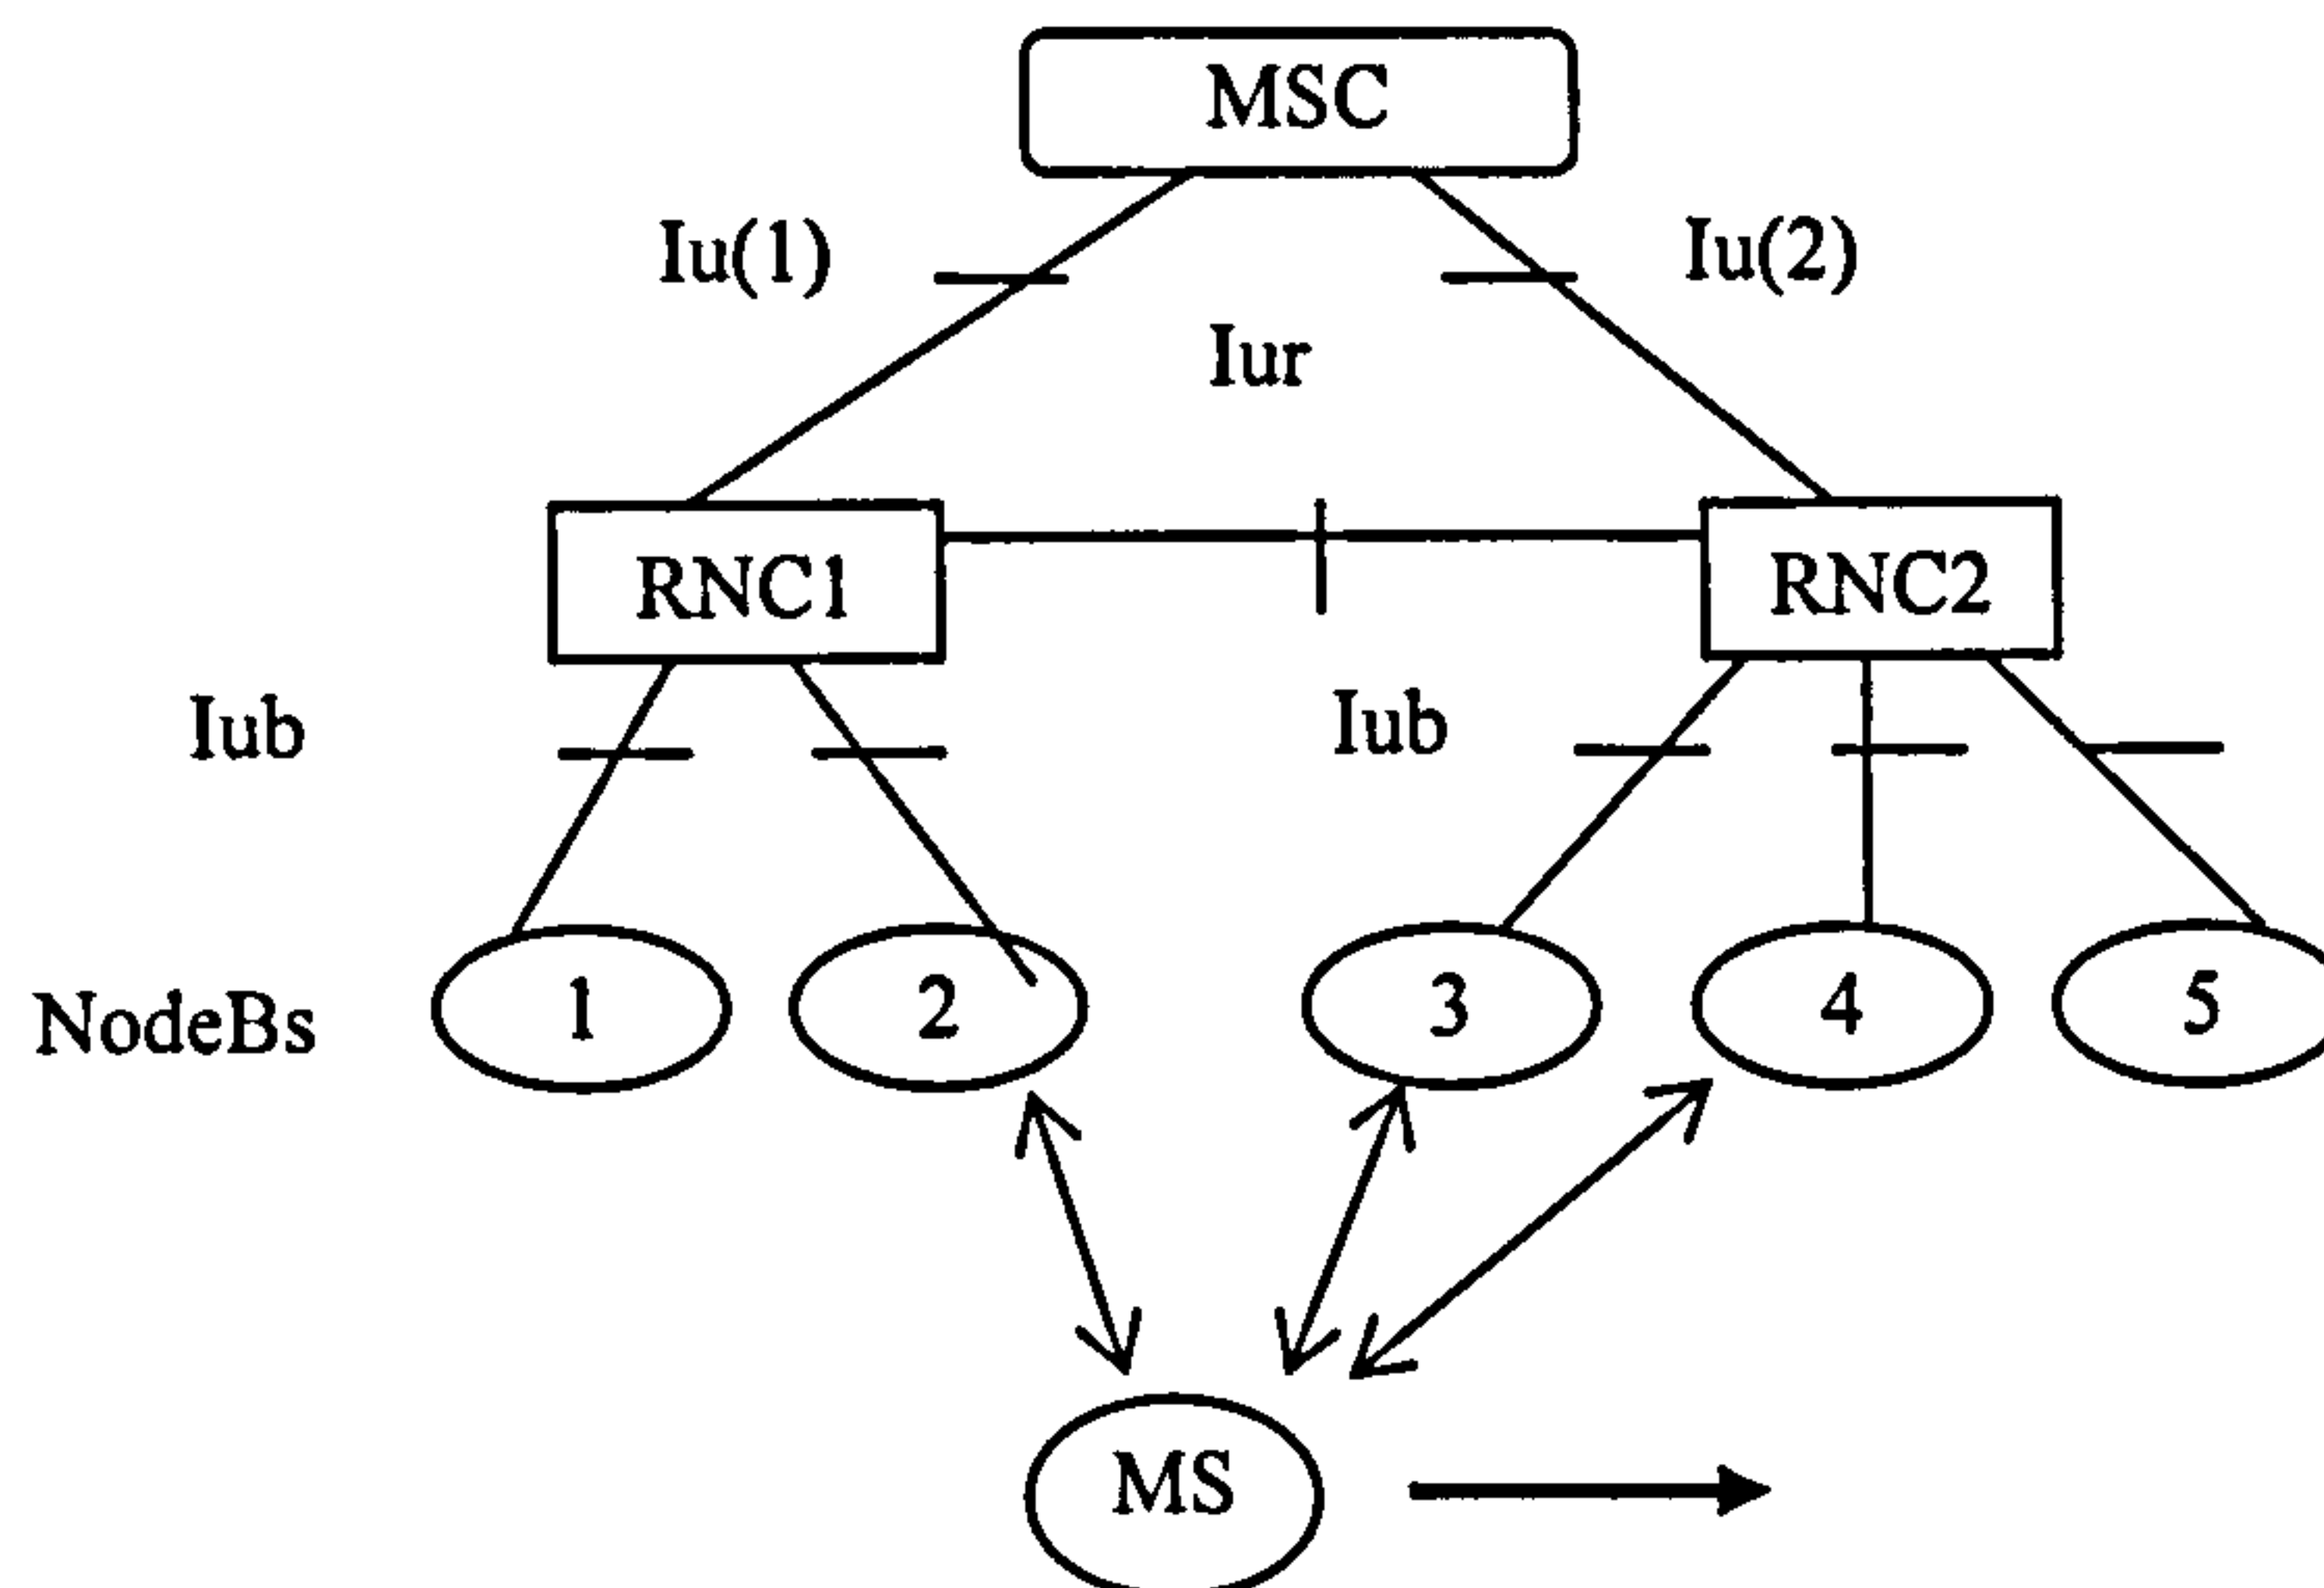 MSC
Iu(1)
Iu(2)
Iur
RNC1
RNC2
Iub
Iub
NodeBs
1
2
3
4
5
MS